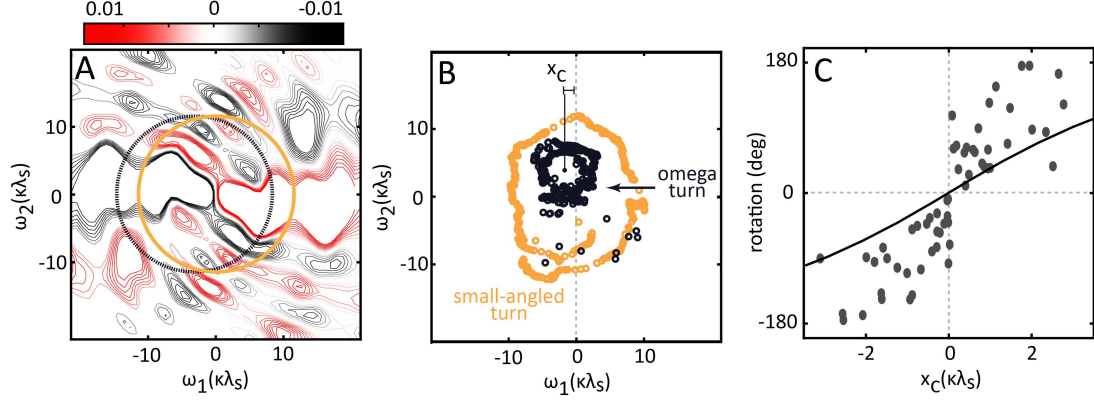 0.01 0 -0.01
A
10
0
-10
ω2(κλS)
-10 0 10
ω1(κλS)
B
xC
10
0
-10
ω2(κλS)
omega
turn
small-angled
turn
-10 0 10
ω1(κλS)
C
180
0
-180
rotation (deg)
-2 0 2
xC(κλS)